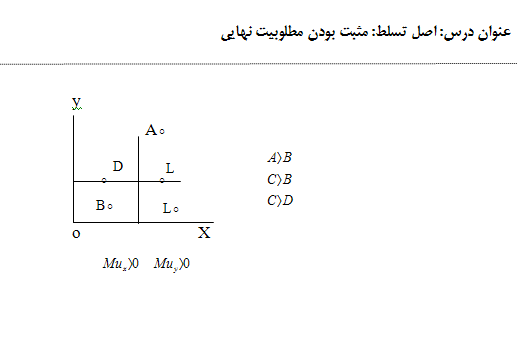 عنوان درس: اصل تسلط: مثبت بودن مطلوبیت نهایی
y
A
D L
B L
o X
A⟩B
C⟩B
C⟩D
Muₓ⟩0 Mu_y⟩0